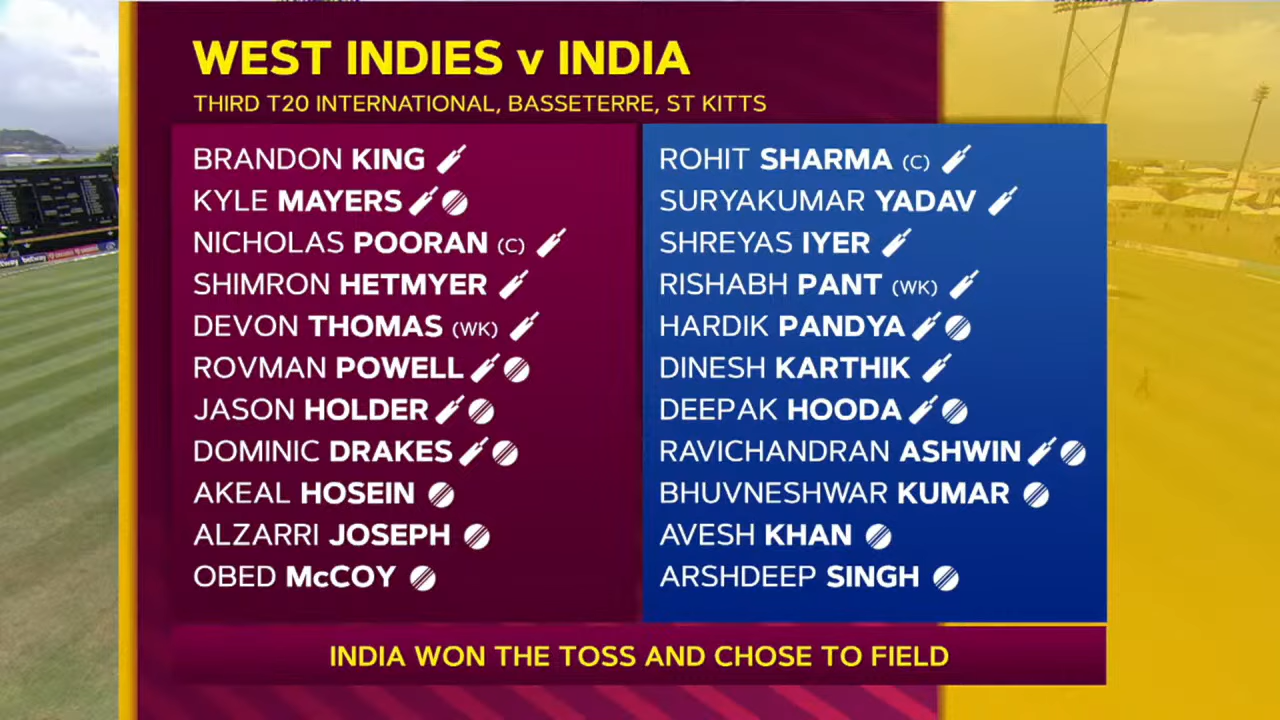 WEST INDIES v INDIA
THIRD T20 INTERNATIONAL, BASSETERRE, ST KITTS
BRANDON KING
KYLE MAYERS
NICHOLAS POORAN (C)
SHIMRON HETMYER
DEVON THOMAS (WK)
ROVMAN POWELL
JASON HOLDER
DOMINIC DRAKES
AKEAL HOSEIN
ALZARRI JOSEPH
OBED McCOY
ROHIT SHARMA (C)
SURYAKUMAR YADAV
SHREYAS IYER
RISHABH PANT (WK)
HARDIK PANDYA
DINESH KARTHIK
DEEPAK HOODA
RAVICHANDRAN ASHWIN
BHUVNESHWAR KUMAR
AVESH KHAN
ARSHDEEP SINGH
INDIA WON THE TOSS AND CHOSE TO FIELD